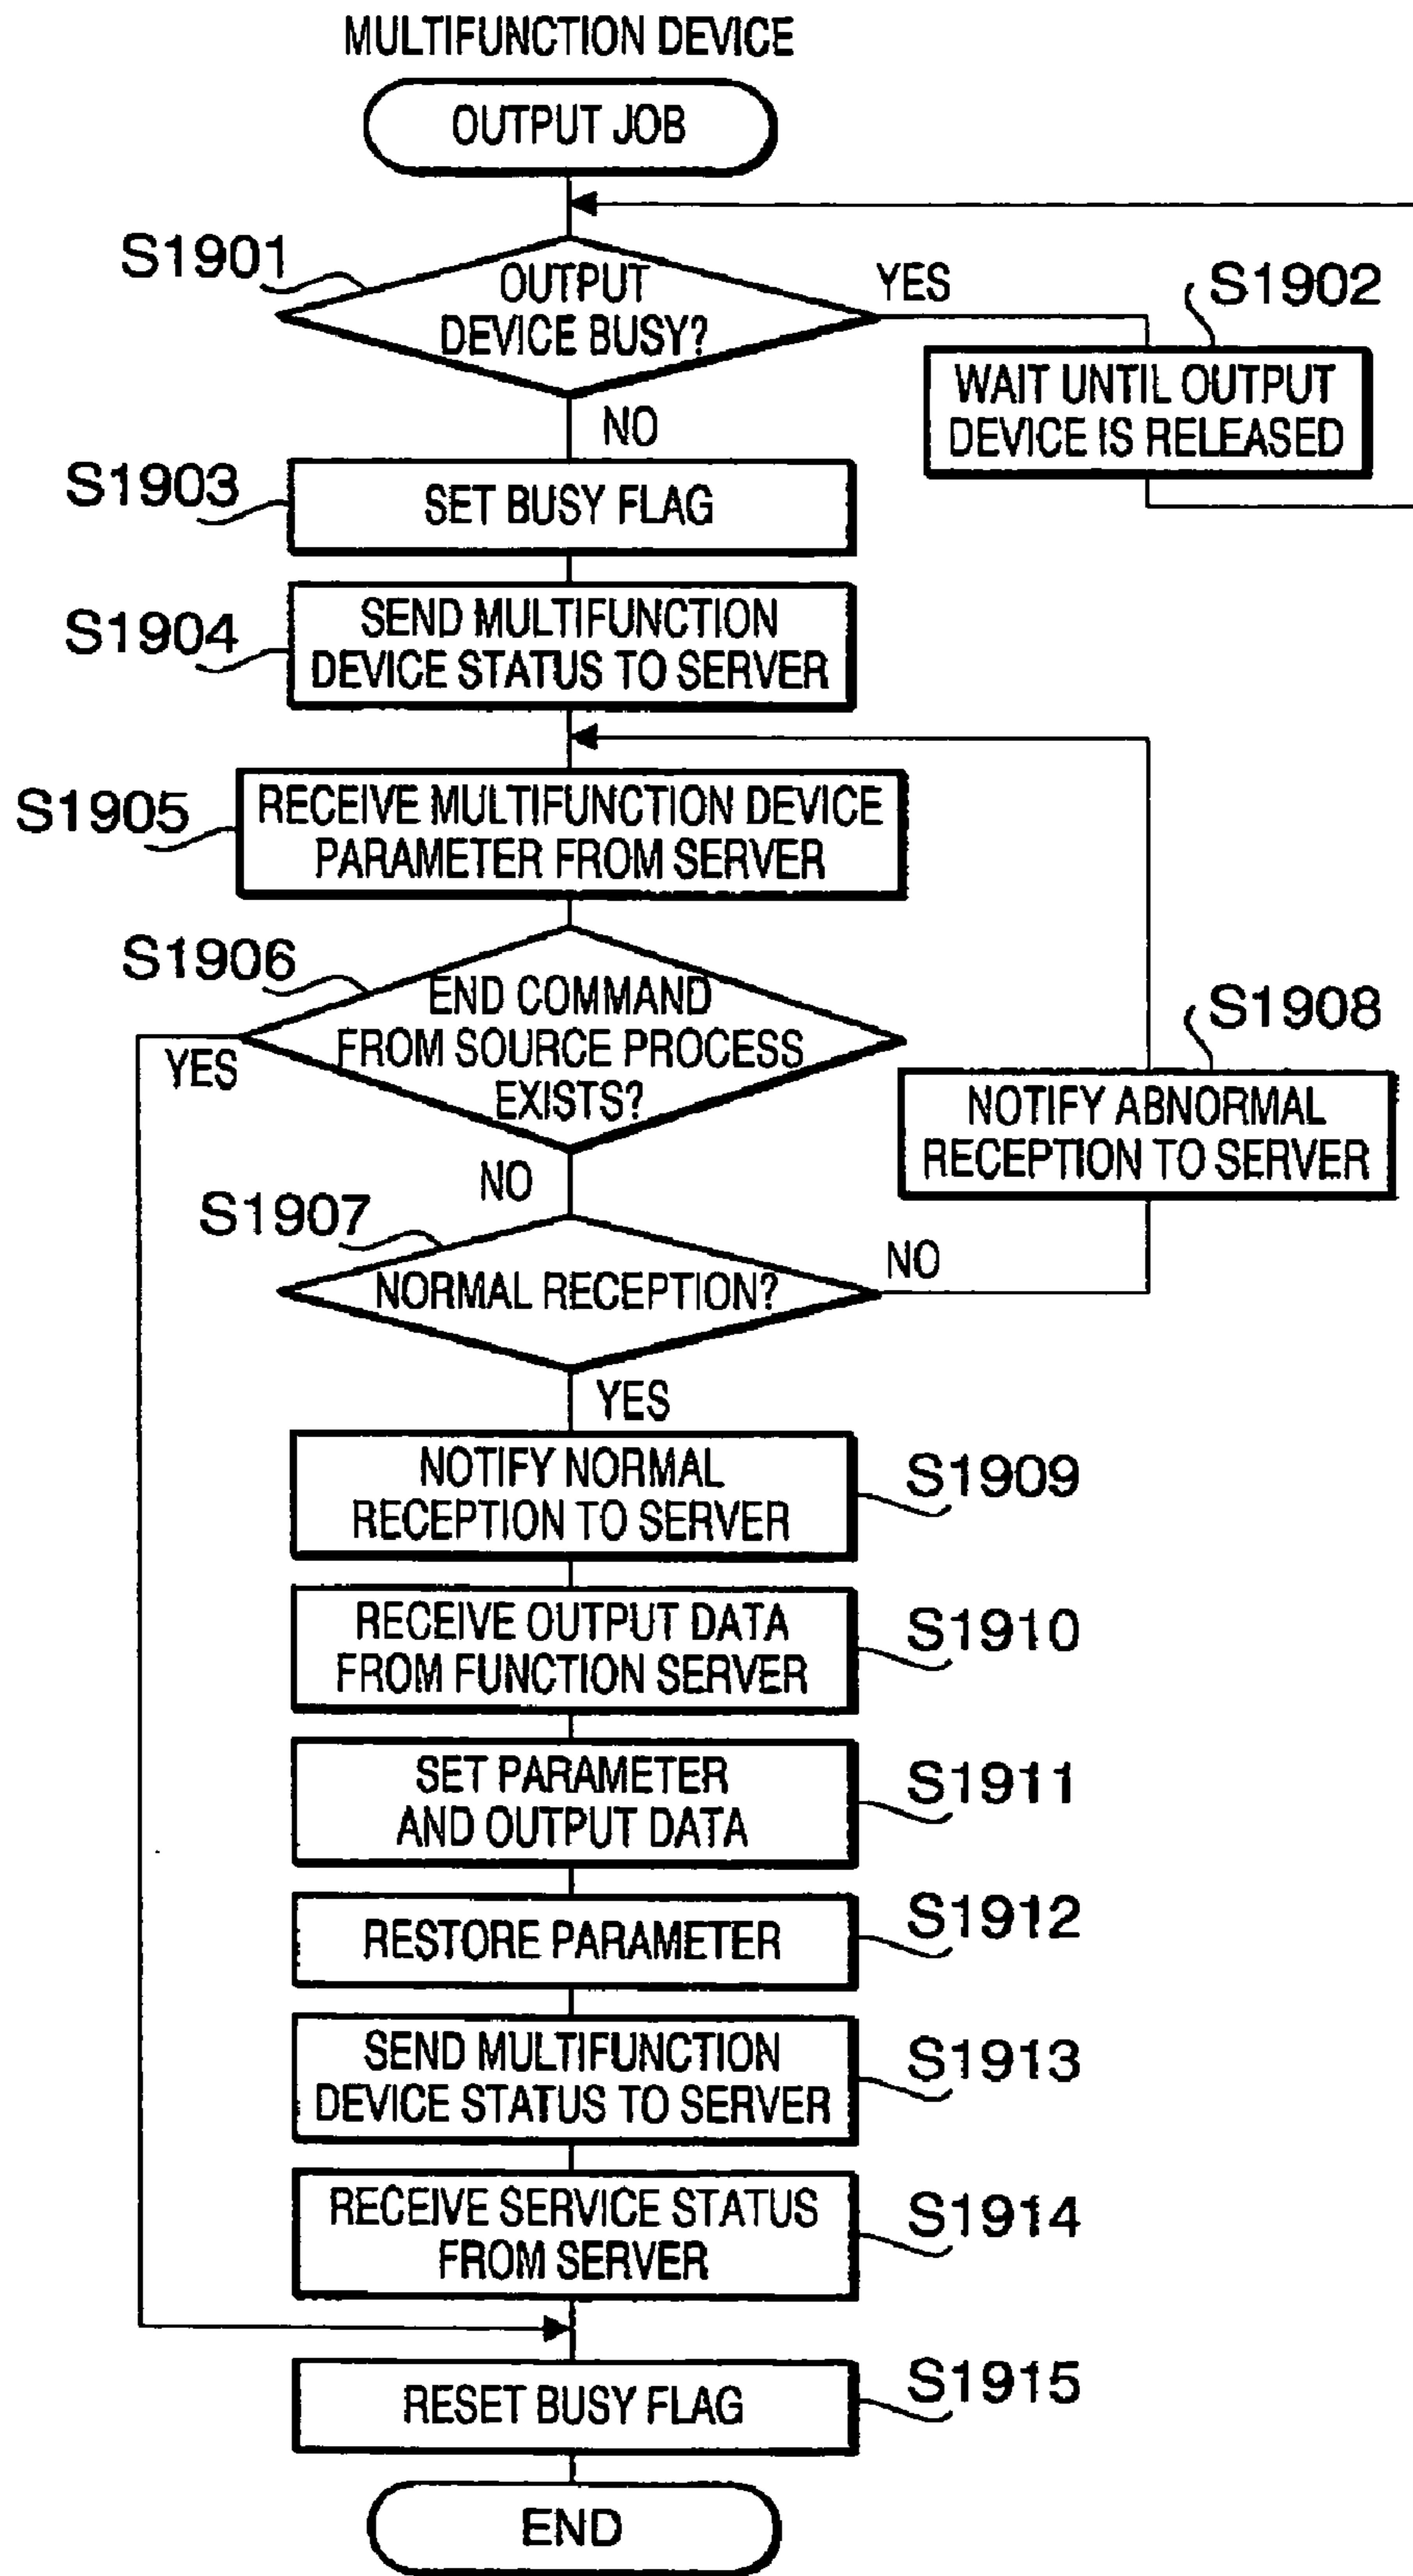 MULTIFUNCTION DEVICE
OUTPUT JOB
S1901
OUTPUT
DEVICE BUSY?
YES
S1902
WAIT UNTIL OUTPUT
DEVICE IS RELEASED
NO
S1903
SET BUSY FLAG
S1904
SEND MULTIFUNCTION
DEVICE STATUS TO SERVER
S1905
RECEIVE MULTIFUNCTION DEVICE
PARAMETER FROM SERVER
S1906
END COMMAND
FROM SOURCE PROCESS
EXISTS?
YES
S1908
NOTIFY ABNORMAL
RECEPTION TO SERVER
NO
S1907
NORMAL RECEPTION?
NO
YES
NOTIFY NORMAL
RECEPTION TO SERVER
S1909
RECEIVE OUTPUT DATA
FROM FUNCTION SERVER
S1910
SET PARAMETER
AND OUTPUT DATA
S1911
RESTORE PARAMETER
S1912
SEND MULTIFUNCTION
DEVICE STATUS TO SERVER
S1913
RECEIVE SERVICE STATUS
FROM SERVER
S1914
RESET BUSY FLAG
S1915
END